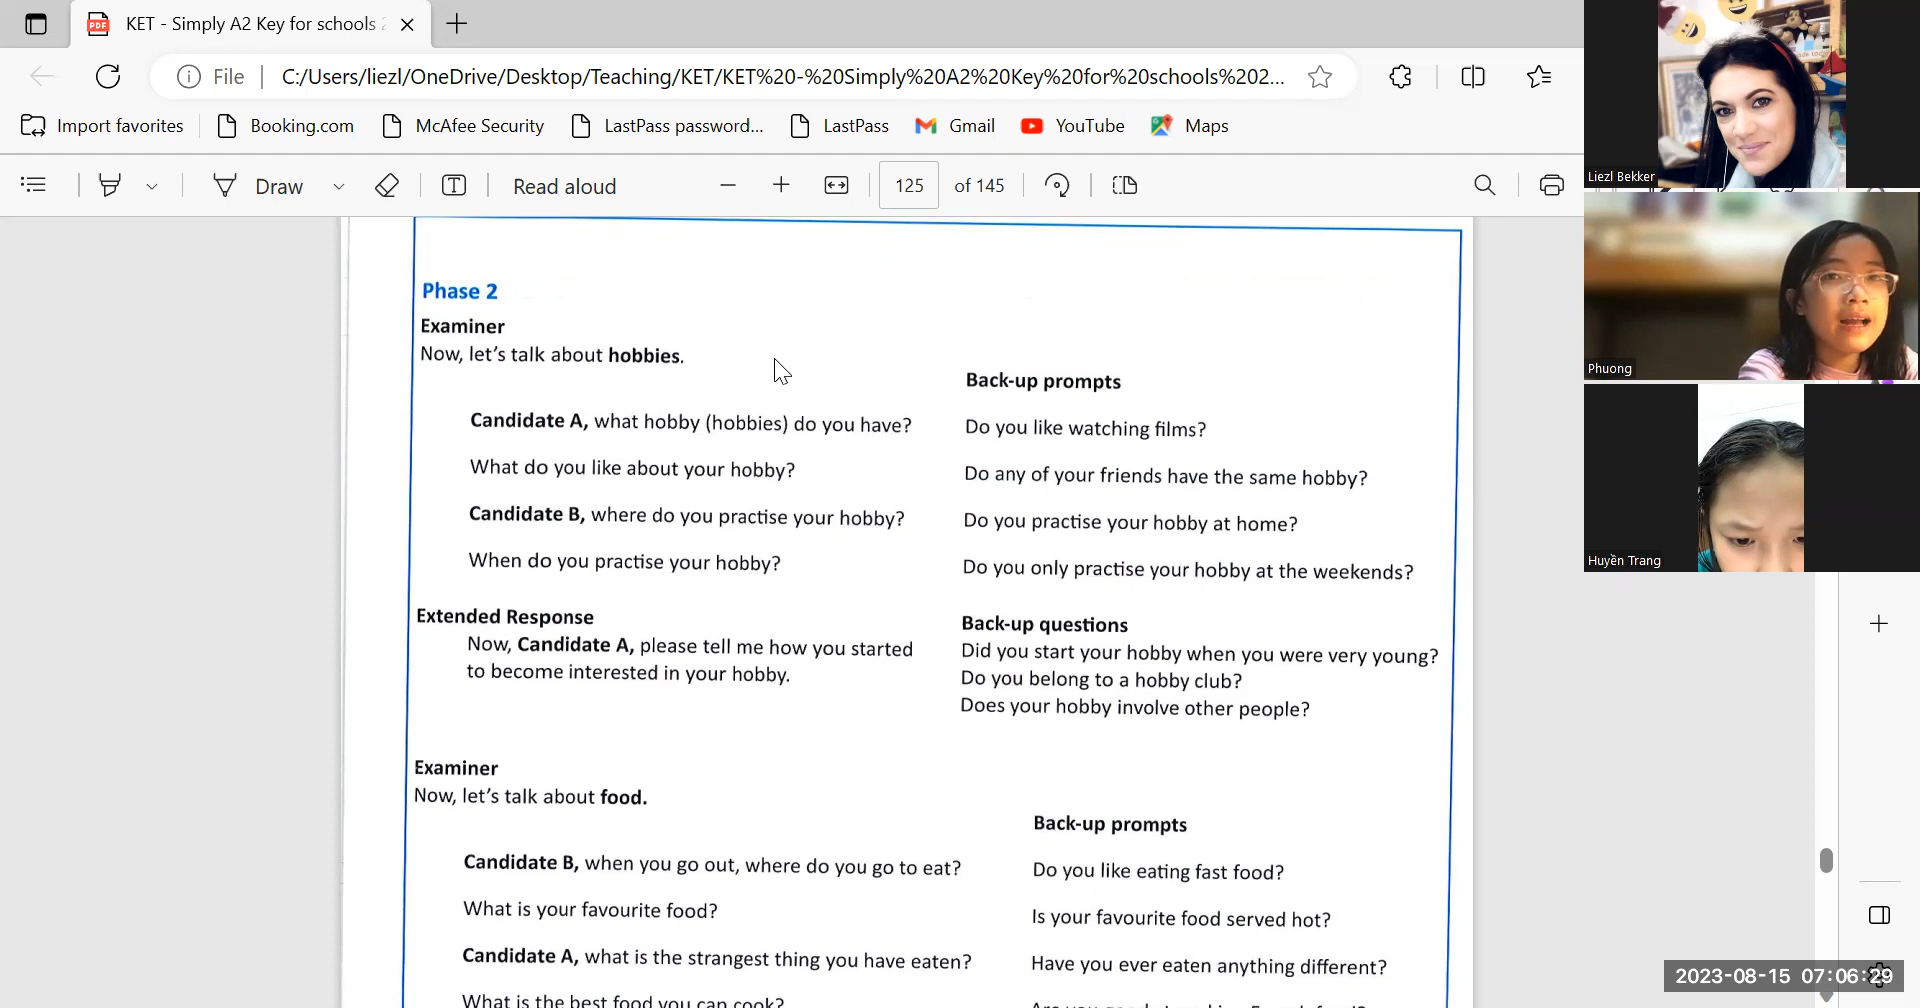 KET - Simply A2 Key for schools 2
File
C:/Users/liezl/OneDrive/Desktop/Teaching/KET/KET%20-%20Simply%20A2%20Key%20for%20schools%202...
Import favorites
Booking.com
McAfee Security
LastPass password...
LastPass
Gmail
YouTube
Maps
Draw
Read aloud
125 of 145
Liezl Bekker
Phuong
Huyền Trang
Phase 2
Examiner
Now, let's talk about hobbies.
Back-up prompts
Candidate A, what hobby (hobbies) do you have?
Do you like watching films?
What do you like about your hobby?
Do any of your friends have the same hobby?
Candidate B, where do you practise your hobby?
Do you practise your hobby at home?
When do you practise your hobby?
Do you only practise your hobby at the weekends?
Extended Response
Now, Candidate A, please tell me how you started
to become interested in your hobby.
Back-up questions
Did you start your hobby when you were very young?
Do you belong to a hobby club?
Does your hobby involve other people?
Examiner
Now, let's talk about food.
Back-up prompts
Candidate B, when you go out, where do you go to eat?
Do you like eating fast food?
What is your favourite food?
Is your favourite food served hot?
Candidate A, what is the strangest thing you have eaten?
Have you ever eaten anything different?
What is the best food you can cook?
2023-08-15 07:06:29